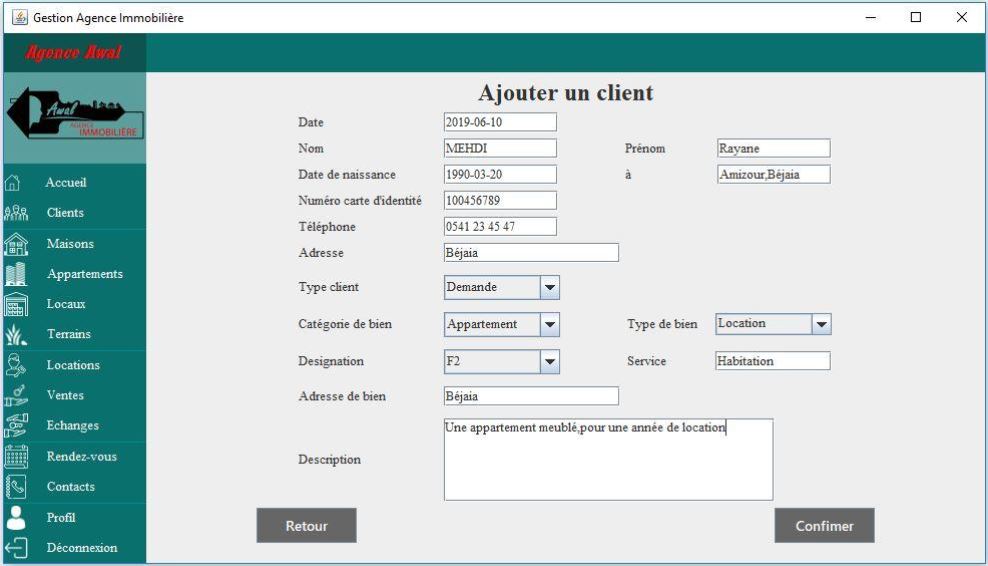 Gestion Agence Immobilière
Agence Awal
Awal
AGENCE
IMMOBILIÈRE
Accueil
Clients
Maisons
Appartements
Locaux
Terrains
Locations
Ventes
Echanges
Rendez-vous
Contacts
Profil
Déconnexion
Ajouter un client
Date 2019-06-10
Nom MEHDI Prénom Rayane
Date de naissance 1990-03-20 à Amizour,Béjaia
Numéro carte d'identité 100456789
Téléphone 0541 23 45 47
Adresse Béjaia
Type client Demande
Catégorie de bien Appartement Type de bien Location
Designation F2 Service Habitation
Adresse de bien Béjaia
Description Une appartement meublé,pour une année de location
Retour Confimer